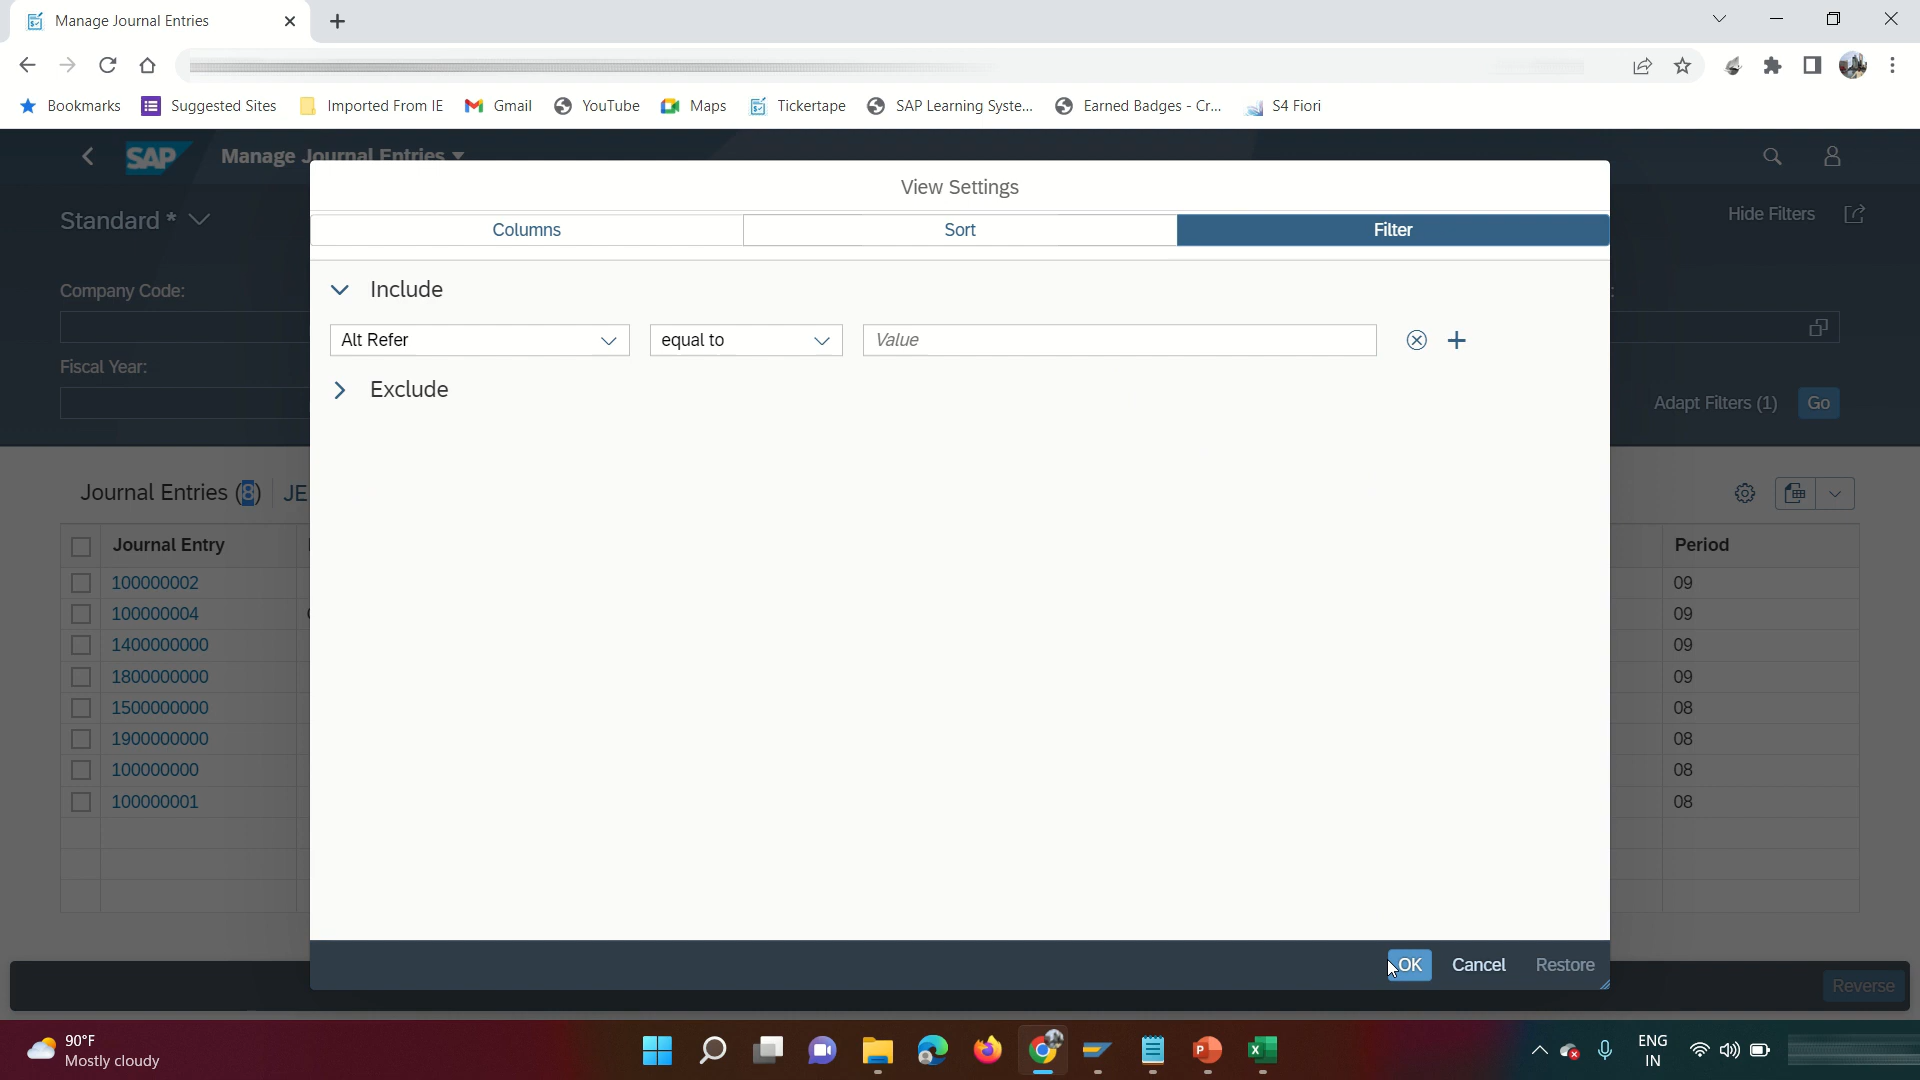 Manage Journal Entries
Bookmarks Suggested Sites Imported From IE Gmail YouTube Maps Tickertape SAP Learning Syste... Earned Badges - Cr... S4 Fiori
SAP Manage Journal Entries
Standard * Hide Filters
View Settings
Columns Sort Filter
Company Code: :
Include
Alt Refer equal to Value
Fiscal Year:
Exclude
Adapt Filters (1) Go
Journal Entries (8) JE
Journal Entry Period
100000002 09
100000004 09
1400000000 09
1800000000 09
1500000000 08
1900000000 08
100000000 08
100000001 08
OK Cancel Restore
Reverse
90°F
Mostly cloudy
ENG
IN